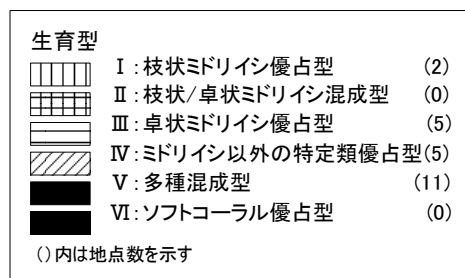 生育型
Ⅰ:枝状ミドリイシ優占型 (2)
Ⅱ:枝状/卓状ミドリイシ混成型 (0)
Ⅲ:卓状ミドリイシ優占型 (5)
Ⅳ:ミドリイシ以外の特定類優占型(5)
Ⅴ:多種混成型 (11)
Ⅵ:ソフトコーラル優占型 (0)
()内は地点数を示す